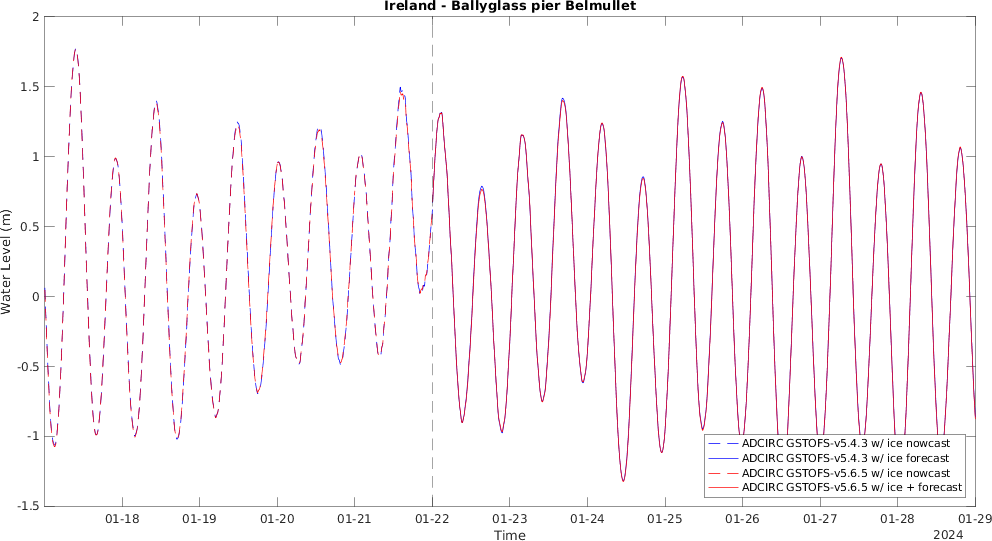 Ireland - Ballyglass pier Belmullet
2
1.5
1
0.5
0
-0.5
-1
-1.5
Water Level (m)
01-18 01-19 01-20 01-21 01-22 01-23 01-24 01-25 01-26 01-27 01-28 01-29
Time
2024
ADCIRC GSTOFS-v5.4.3 w/ ice nowcast
ADCIRC GSTOFS-v5.4.3 w/ ice forecast
ADCIRC GSTOFS-v5.6.5 w/ ice nowcast
ADCIRC GSTOFS-v5.6.5 w/ ice + forecast